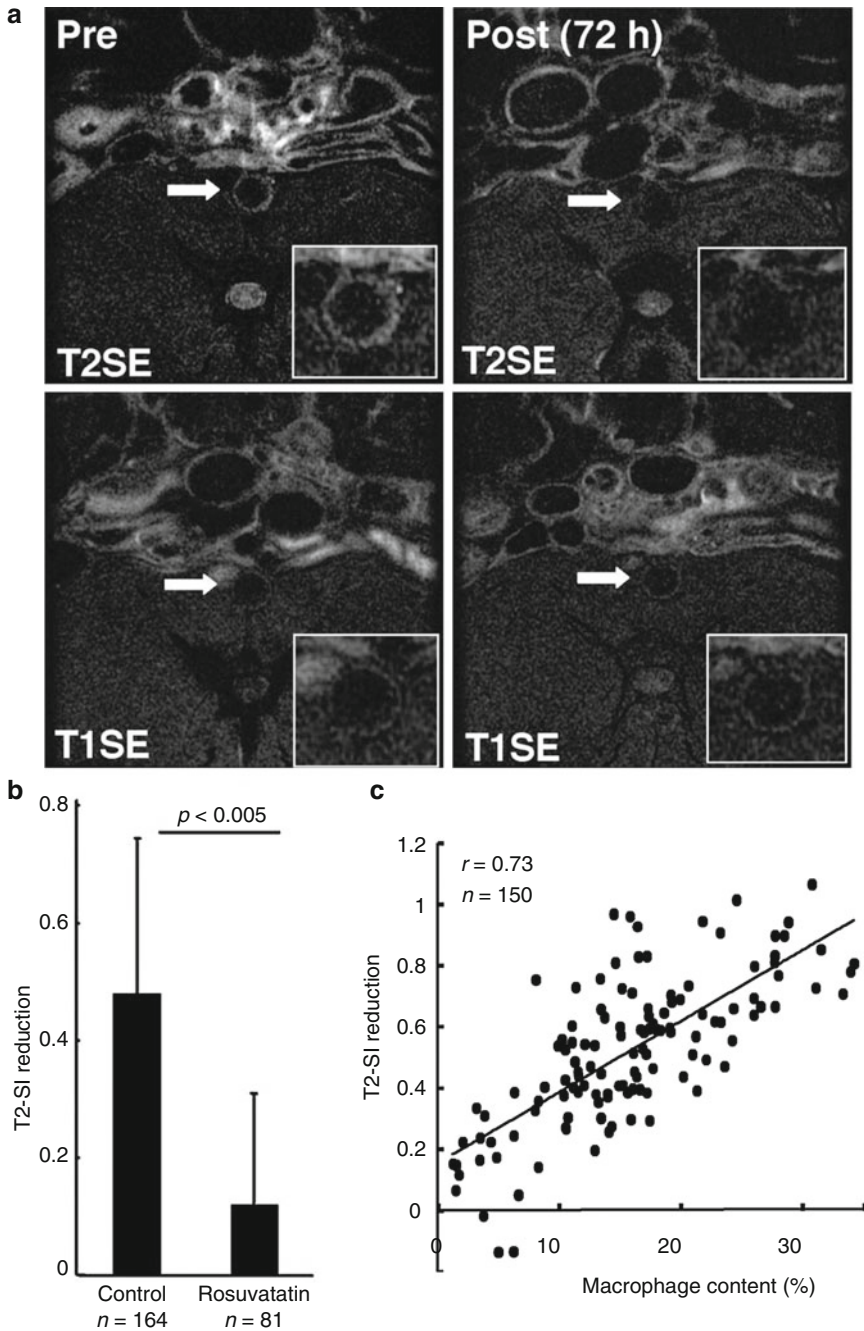 a
Pre
Post (72 h)
T2SE
T2SE
T1SE
T1SE
b
0.8
0.6
0.4
0.2
0
T2-SI reduction
p < 0.005
Control
n = 164
Rosuvatatin
n = 81
c
1.2
1
0.8
0.6
0.4
0.2
0
T2-SI reduction
r = 0.73
n = 150
0
10
20
30
Macrophage content (%)